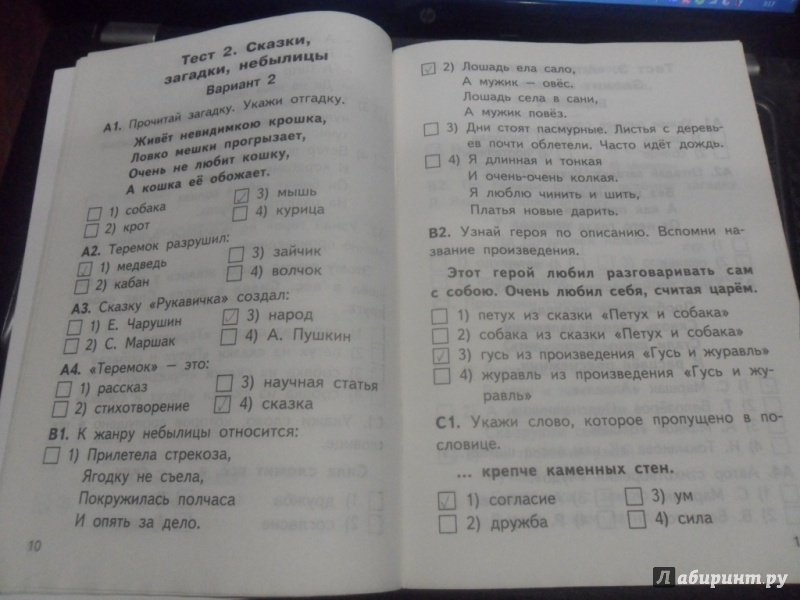 Тест 2. Сказки,
загадки, небылицы
Вариант 2
А1. Прочитай загадку. Укажи отгадку.
Живёт невидимкою крошка,
Ловко мешки прогрызает,
Очень не любит кошку,
А кошка её обожает.
1) собака
2) крот
3) мышь
4) курица
А2. Теремок разрушил:
1) медведь
2) кабан
3) зайчик
4) волчок
А3. Сказку «Рукавичка» создал:
1) Е. Чарушин
2) С. Маршак
3) народ
4) А. Пушкин
А4. «Теремок» — это:
1) рассказ
2) стихотворение
3) научная статья
4) сказка
В1. К жанру небылицы относится:
1) Прилетела стрекоза,
Ягодку не съела,
Покружилась полчаса
И опять за дело.
10
2) Лошадь ела сало,
А мужик — овёс.
Лошадь села в сани,
А мужик повёз.
3) Дни стоят пасмурные. Листья с деревь-
ев почти облетели. Часто идёт дождь.
4) Я длинная и тонкая
И очень-очень колкая.
Я люблю чинить и шить,
Платья новые дарить.
В2. Узнай героя по описанию. Вспомни на-
звание произведения.
Этот герой любил разговаривать сам
с собою. Очень любил себя, считая царём.
1) петух из сказки «Петух и собака»
2) собака из сказки «Петух и собака»
3) гусь из произведения «Гусь и журавль»
4) журавль из произведения «Гусь и жу-
равль»
С1. Укажи слово, которое пропущено в по-
словице.
... крепче каменных стен.
1) согласие
2) дружба
3) ум
4) сила
Лабиринт.ру